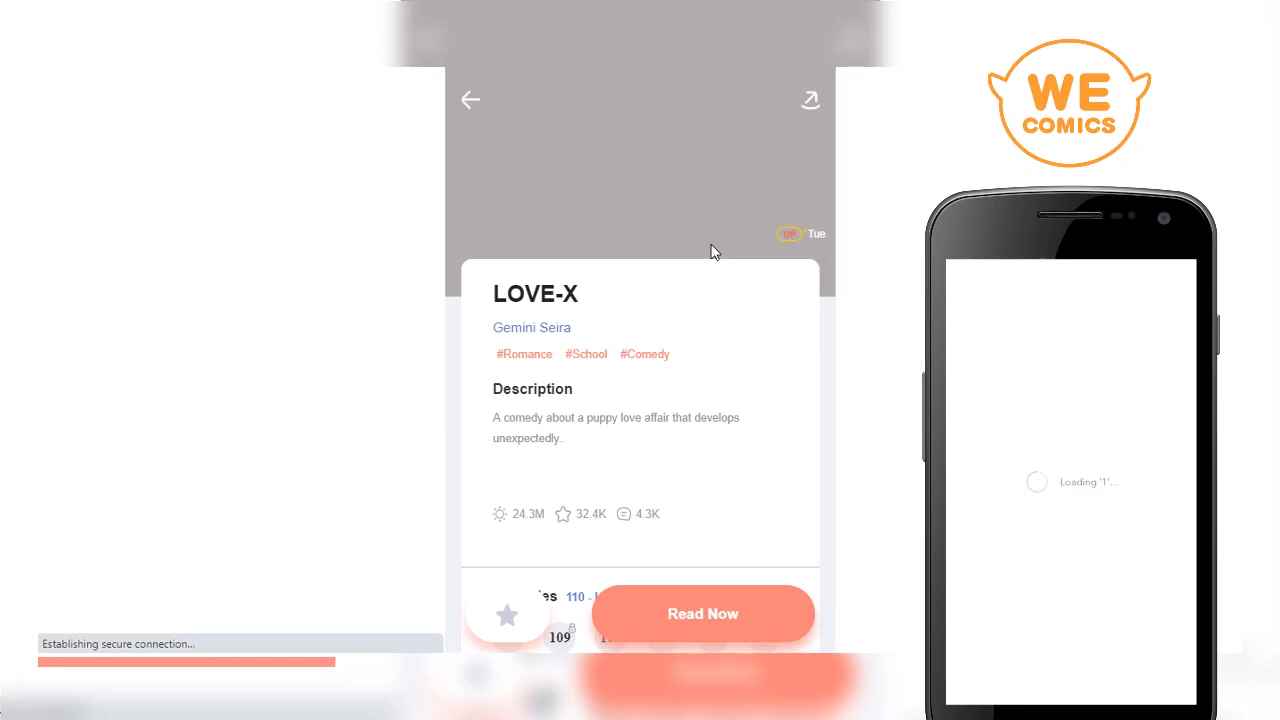 WE
COMICS
UP Tue
LOVE-X
Gemini Seira
#Romance #School #Comedy
Description
A comedy about a puppy love affair that develops
unexpectedly..
24.3M 32.4K 4.3K
110 -
Read Now
109
Loading '1'...
Establishing secure connection...